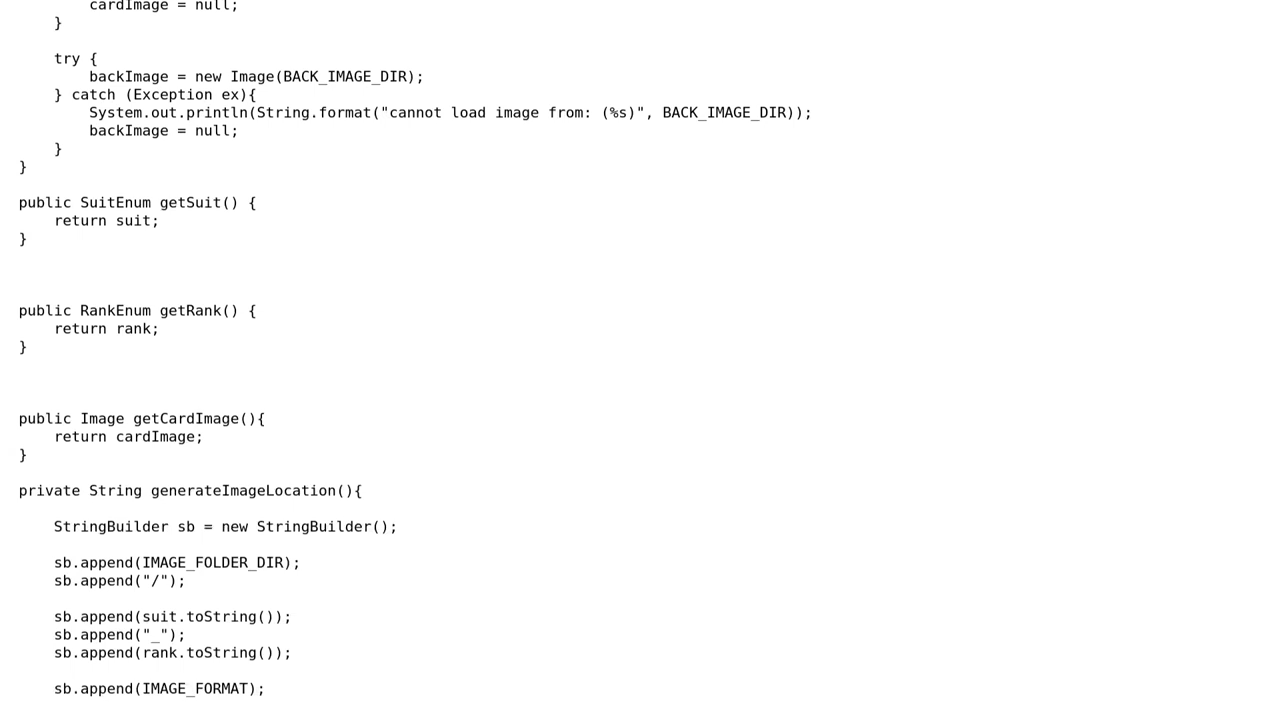 cardImage = null;
    }

    try {
        backImage = new Image(BACK_IMAGE_DIR);
    } catch (Exception ex){
        System.out.println(String.format("cannot load image from: (%s)", BACK_IMAGE_DIR));
        backImage = null;
    }
}

public SuitEnum getSuit() {
    return suit;
}

public RankEnum getRank() {
    return rank;
}

public Image getCardImage(){
    return cardImage;
}

private String generateImageLocation(){

    StringBuilder sb = new StringBuilder();

    sb.append(IMAGE_FOLDER_DIR);
    sb.append("/");

    sb.append(suit.toString());
    sb.append("_");
    sb.append(rank.toString());

    sb.append(IMAGE_FORMAT);